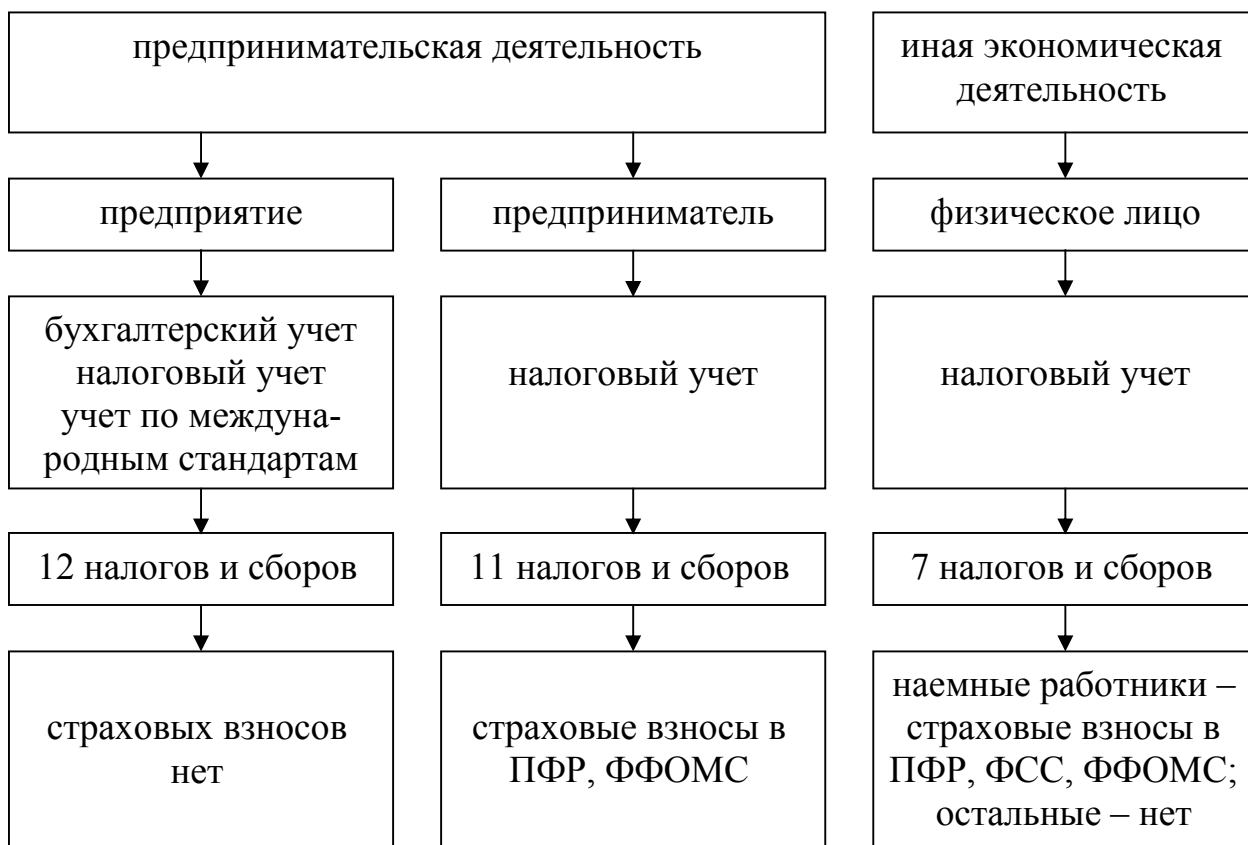 предпринимательская деятельность
иная экономическая
деятельность
предприятие
предприниматель
физическое лицо
бухгалтерский учет
налоговый учет
учет по междуна-
родным стандартам
налоговый учет
налоговый учет
12 налогов и сборов
11 налогов и сборов
7 налогов и сборов
страховых взносов
нет
страховые взносы в
ПФР, ФФОМС
наемные работники –
страховые взносы в
ПФР, ФСС, ФФОМС;
остальные – нет